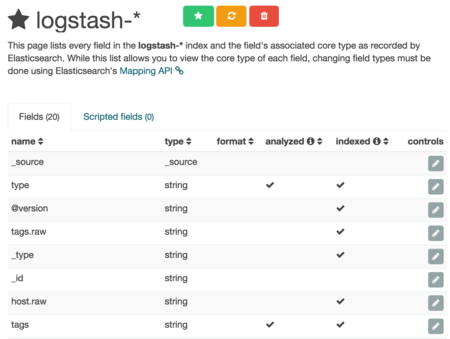 logstash-*
This page lists every field in the logstash-* index and the field's associated core type as recorded by
Elasticsearch. While this list allows you to view the core type of each field, changing field types must be
done using Elasticsearch's Mapping API
Fields (20) Scripted fields (0)
name type format analyzed indexed controls
_source _source
type string
@version string
tags.raw string
_type string
_id string
host.raw string
tags string